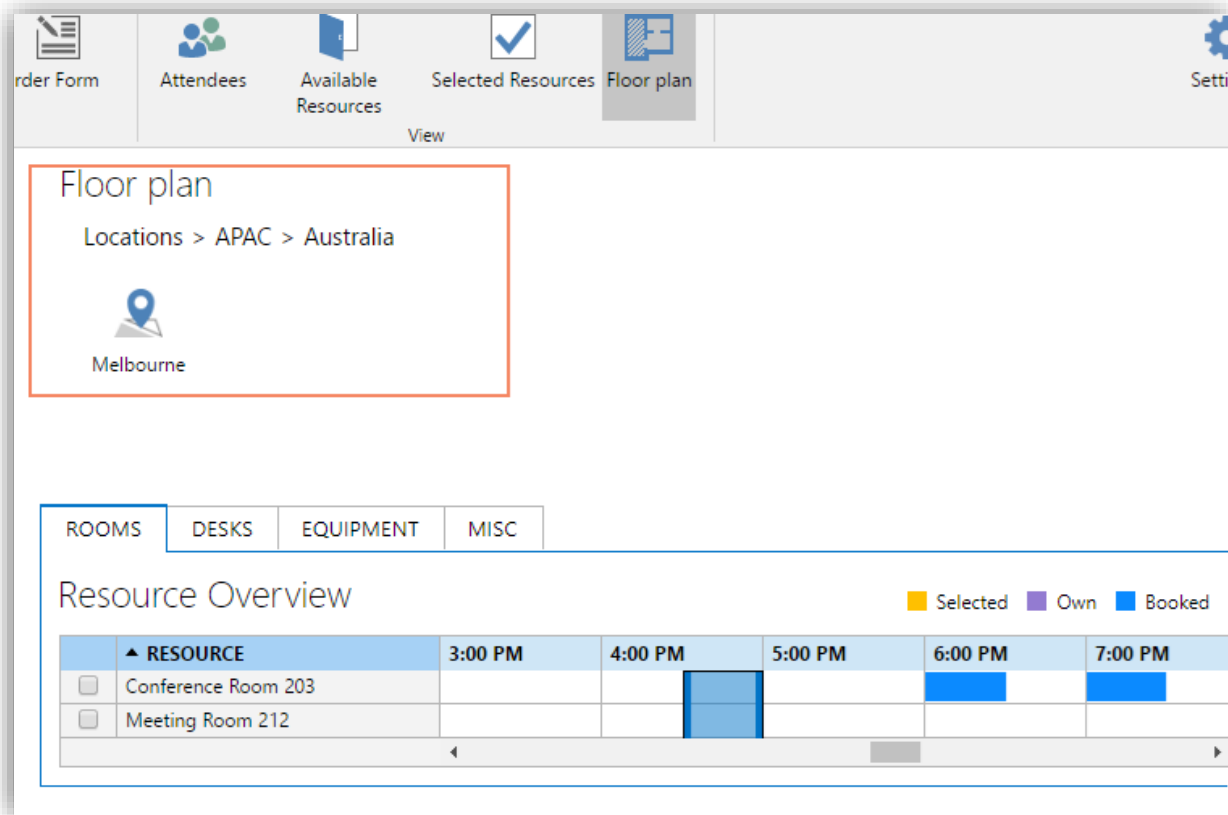 rder Form
Attendees
Available
Resources
Selected Resources
Floor plan
Setti
View
Floor plan
Locations > APAC > Australia
Melbourne
ROOMS
DESKS
EQUIPMENT
MISC
Resource Overview
Selected
Own
Booked
RESOURCE 3:00 PM 4:00 PM 5:00 PM 6:00 PM 7:00 PM
Conference Room 203
Meeting Room 212